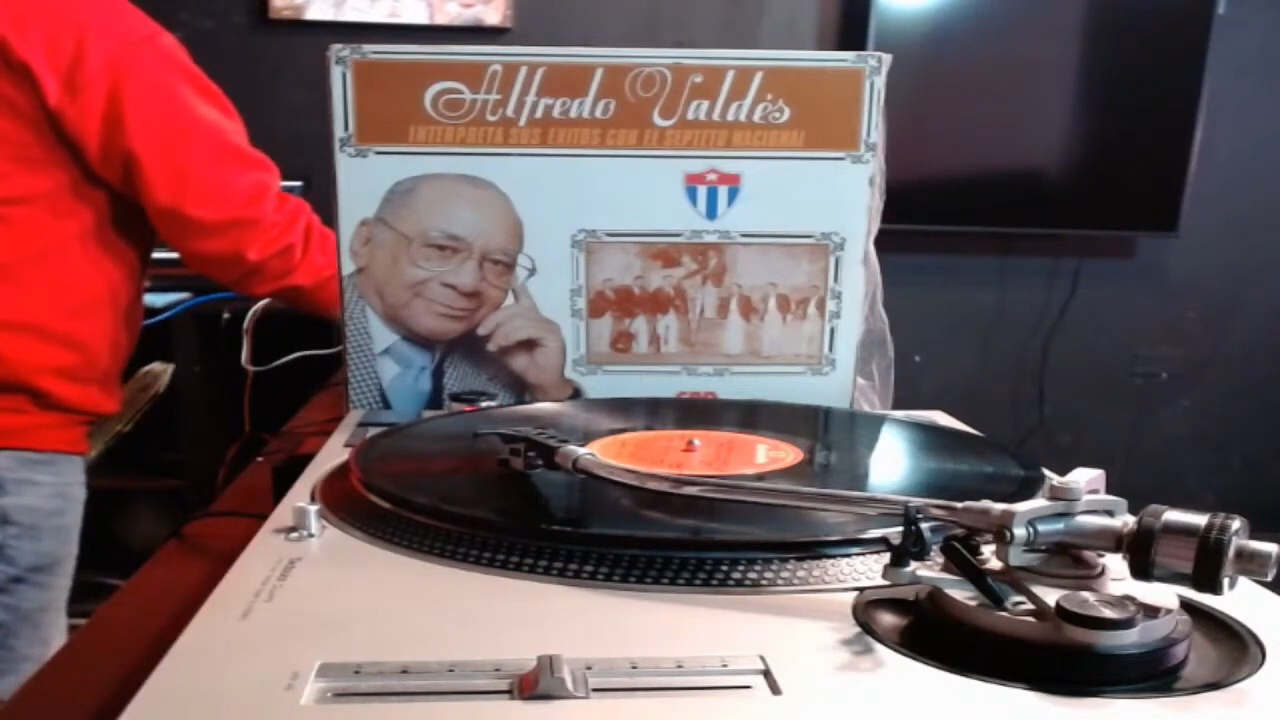 Alfredo Valdés
INTERPRETA SUS EXITOS CON EL SEPTETO NACIONAL